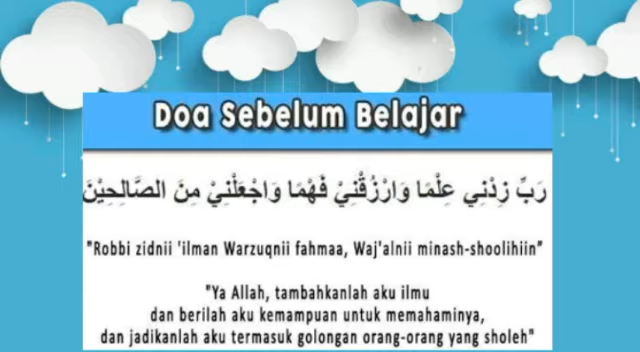 Doa Sebelum Belajar
رَبِّ زِدْنِي عِلْمًا وَارْزُقْنِيْ فَهْمًا وَاجْعَلْنِيْ مِنَ الصَّالِحِيْنَ
"Robbi zidnii 'ilman Warzuqnii fahmaa, Waj'alnii minash-shoolihiin"
"Ya Allah, tambahkanlah aku ilmu
dan berilah aku kemampuan untuk memahaminya,
dan jadikanlah aku termasuk golongan orang-orang yang sholeh"